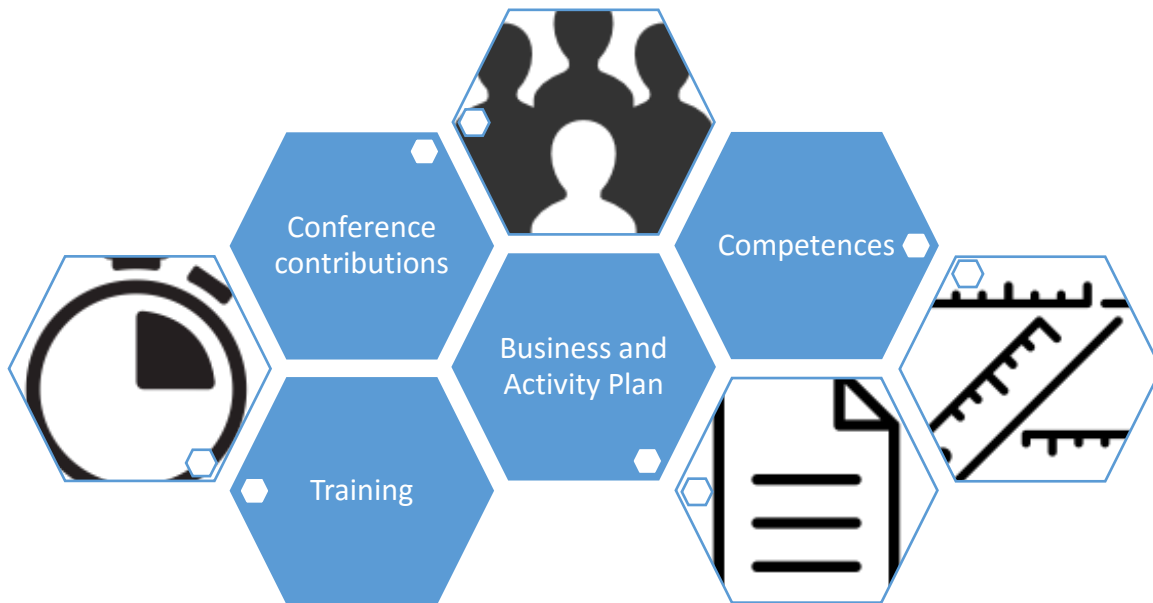 Conference
contributions
Competences
Business and
Activity Plan
Training